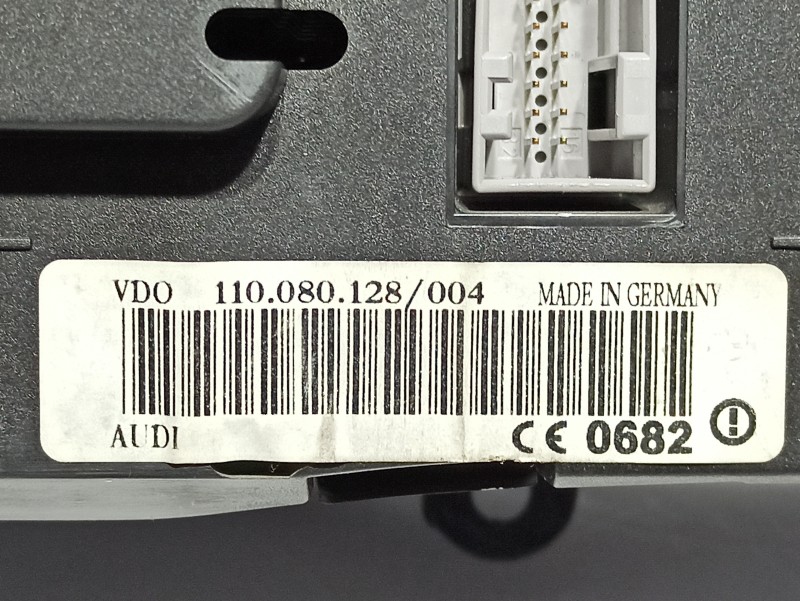 VDO 110.080.128/004 MADE IN GERMANY
AUDI CE 0682